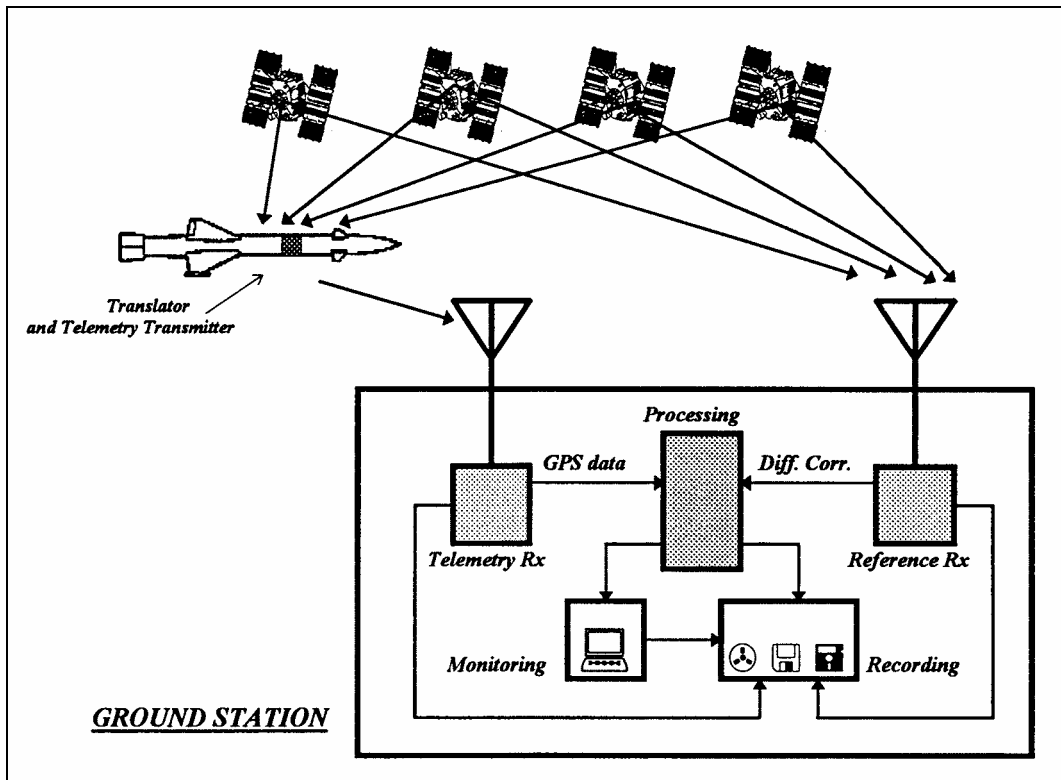 Translator
and Telemetry Transmitter
Processing
GPS data
Diff. Corr.
Telemetry Rx
Reference Rx
Monitoring
Recording
GROUND STATION